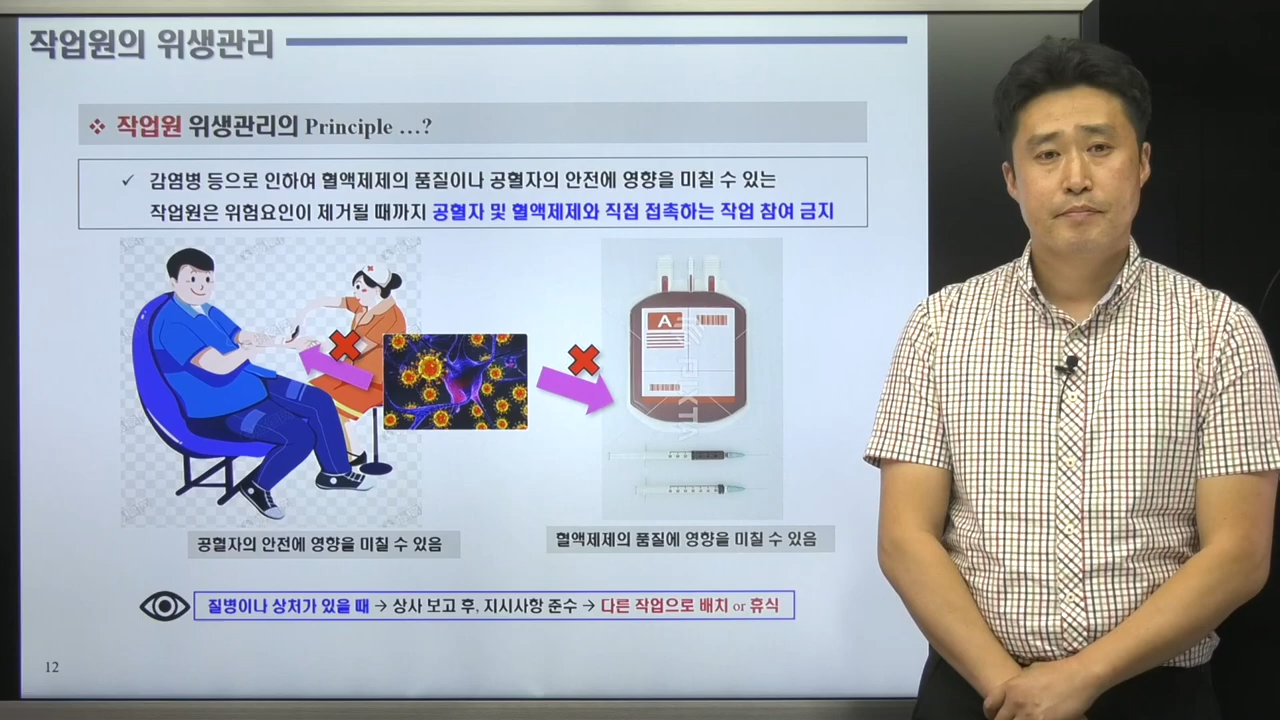 작업원의 위생관리
❖ 작업원 위생관리의 Principle …?
✓ 감염병 등으로 인하여 혈액제제의 품질이나 공혈자의 안전에 영향을 미칠 수 있는
작업원은 위험요인이 제거될 때까지 공혈자 및 혈액제제와 직접 접촉하는 작업 참여 금지
A
공혈자의 안전에 영향을 미칠 수 있음
혈액제제의 품질에 영향을 미칠 수 있음
질병이나 상처가 있을 때 → 상사 보고 후, 지시사항 준수 → 다른 작업으로 배치 or 휴식
12